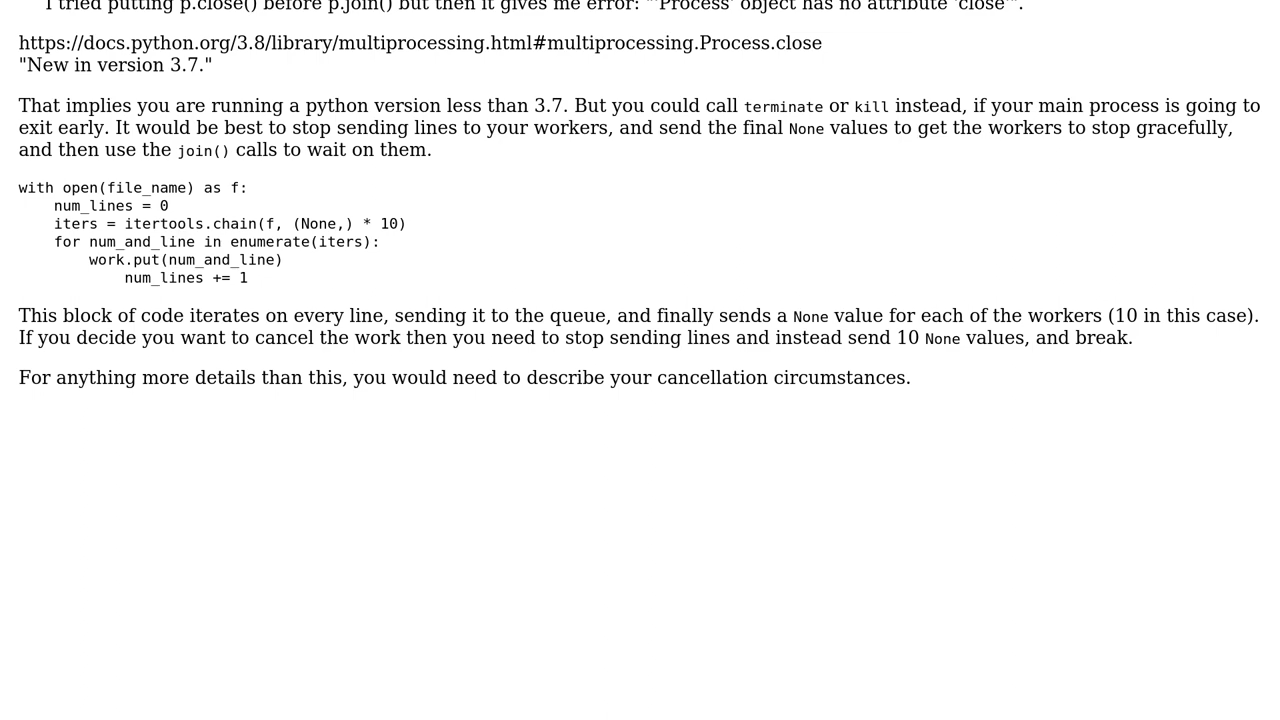 I tried putting p.close() before p.join() but then it gives me error: "'Process' object has no attribute 'close'".
https://docs.python.org/3.8/library/multiprocessing.html#multiprocessing.Process.close
"New in version 3.7."
That implies you are running a python version less than 3.7. But you could call terminate or kill instead, if your main process is going to
exit early. It would be best to stop sending lines to your workers, and send the final None values to get the workers to stop gracefully,
and then use the join() calls to wait on them.
with open(file_name) as f:
    num_lines = 0
    iters = itertools.chain(f, (None,) * 10)
    for num_and_line in enumerate(iters):
        work.put(num_and_line)
            num_lines += 1
This block of code iterates on every line, sending it to the queue, and finally sends a None value for each of the workers (10 in this case).
If you decide you want to cancel the work then you need to stop sending lines and instead send 10 None values, and break.
For anything more details than this, you would need to describe your cancellation circumstances.